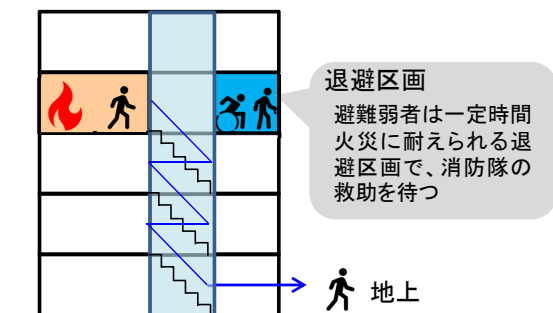 退避区画
避難弱者は一定時間
火災に耐えられる退
避区画で、消防隊の
救助を待つ
地上